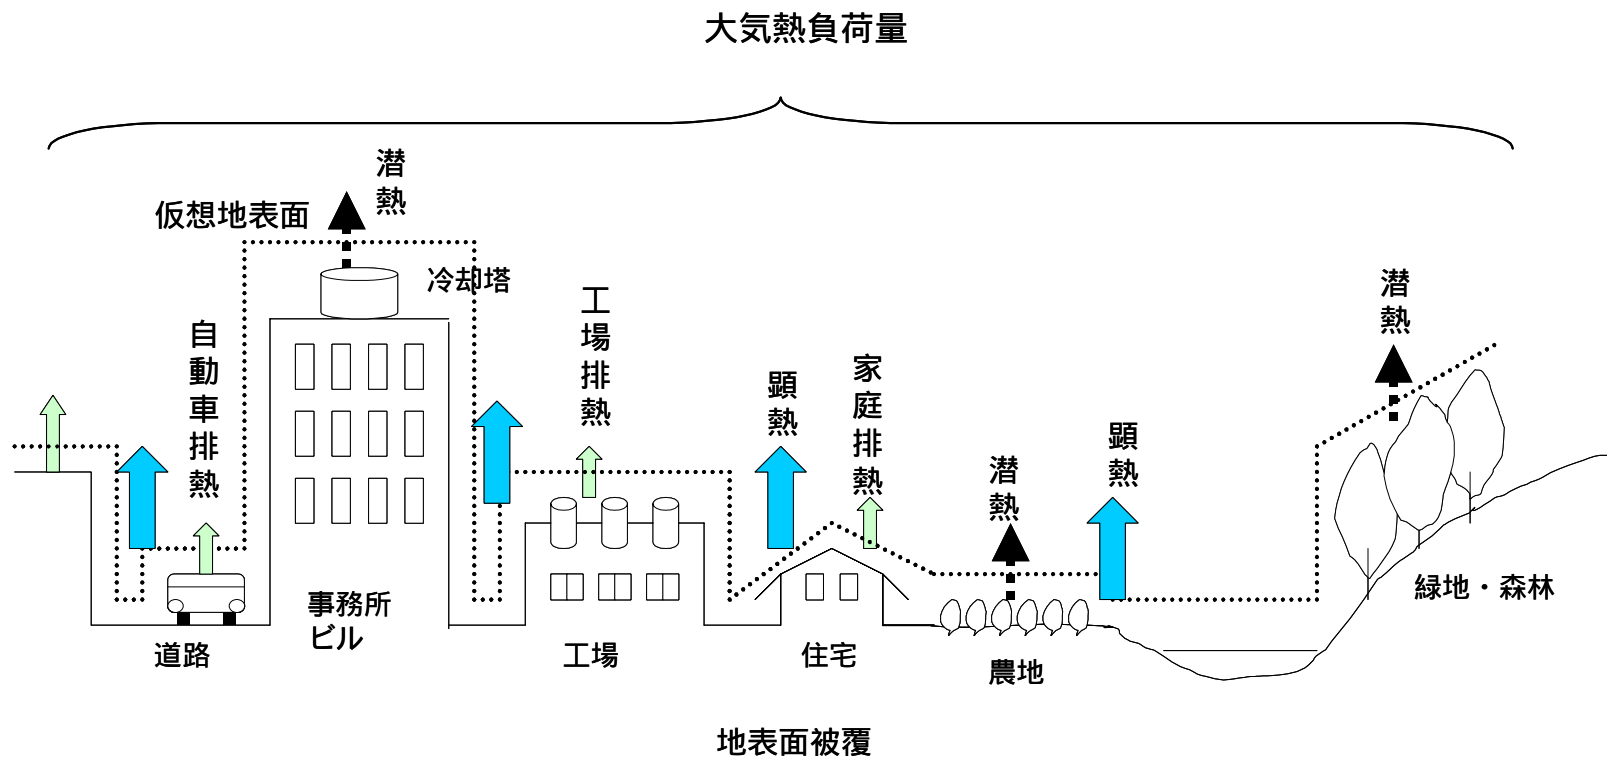 大気熱負荷量
潜熱
仮想地表面
冷却塔
自動車排熱
工場排熱
顕熱
家庭排熱
潜熱
顕熱
潜熱
道路
事務所
ビル
工場
住宅
農地
緑地・森林
地表面被覆